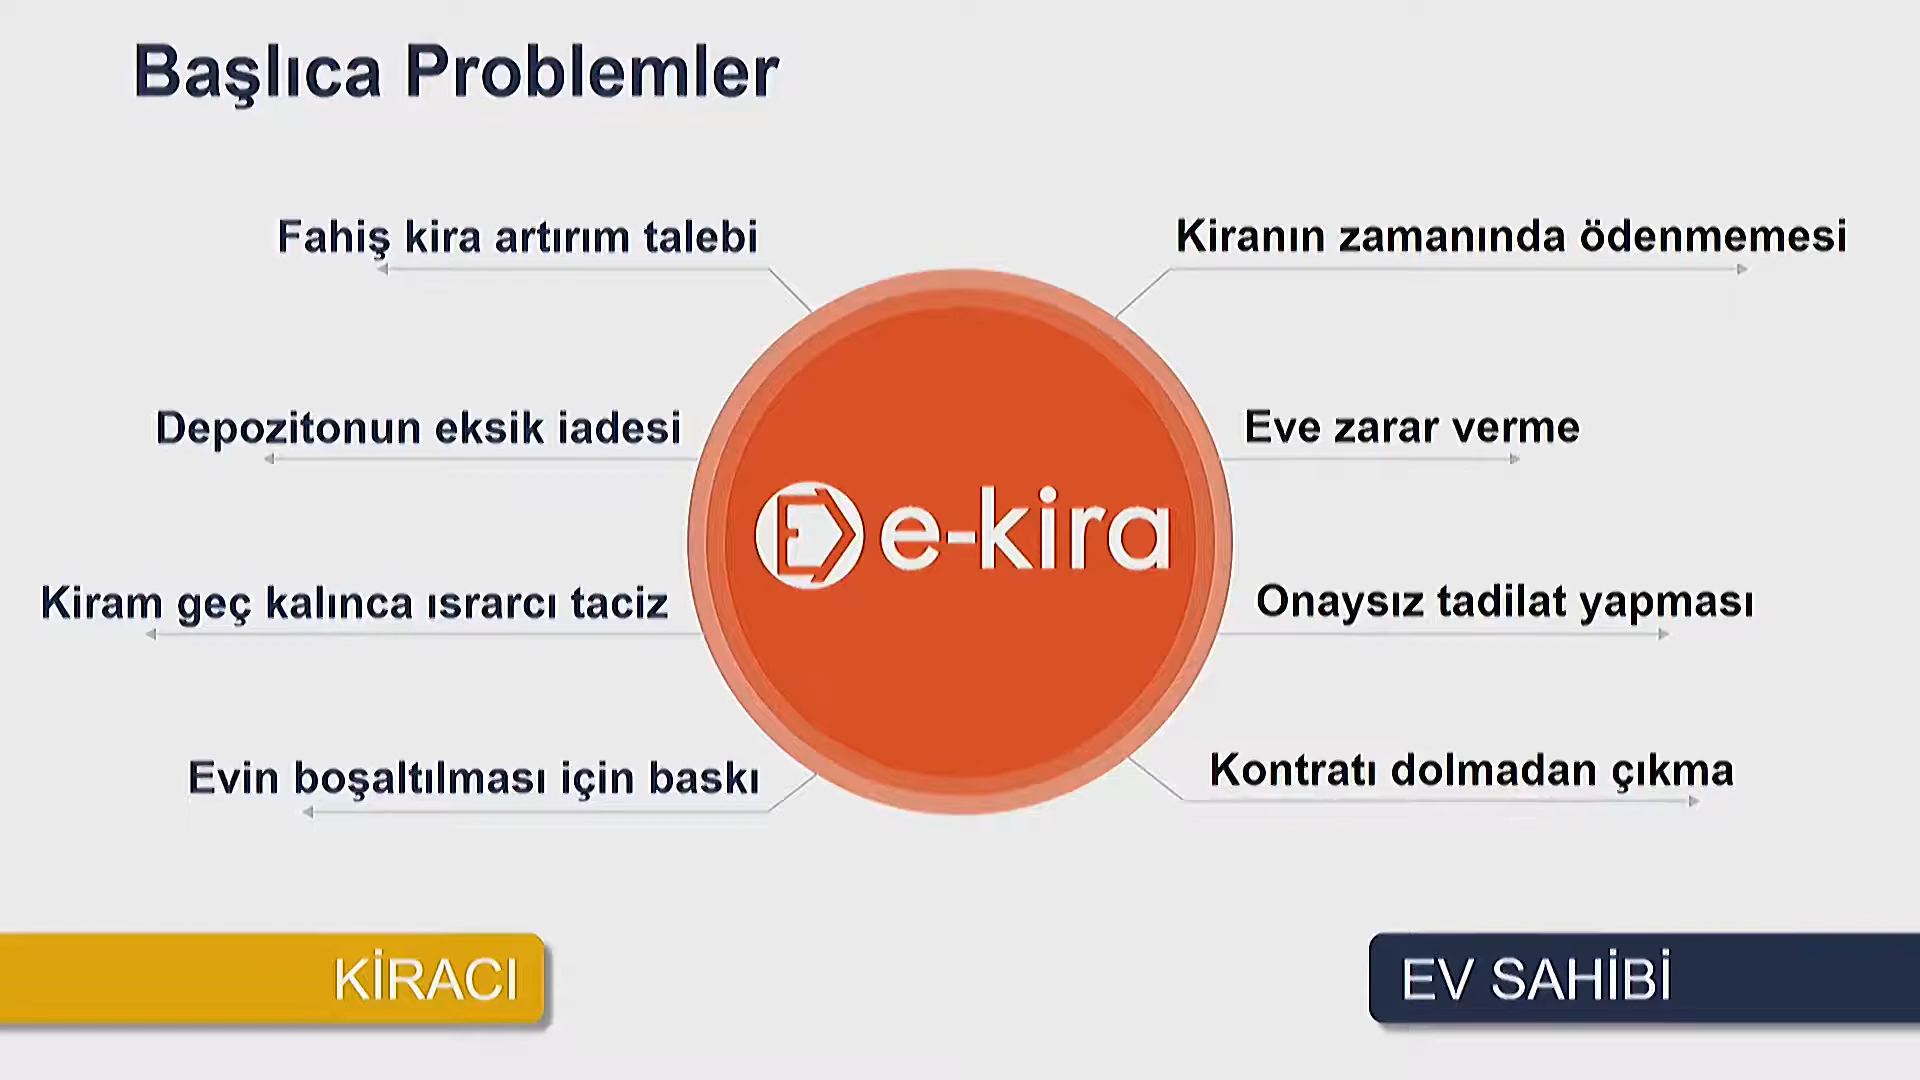 Başlıca Problemler
Fahiş kira artırım talebi
Kiranın zamanında ödenmemesi
Depozitonun eksik iadesi
Eve zarar verme
e-kira
Kiram geç kalınca ısrarcı taciz
Onaysız tadilat yapması
Evin boşaltılması için baskı
Kontratı dolmadan çıkma
KİRACI
EV SAHİBİ